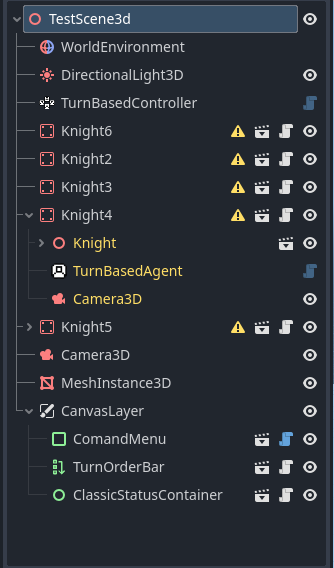 TestScene3d
WorldEnvironment
DirectionalLight3D
TurnBasedController
Knight6
Knight2
Knight3
Knight4
Knight
TurnBasedAgent
Camera3D
Knight5
Camera3D
MeshInstance3D
CanvasLayer
ComandMenu
TurnOrderBar
ClassicStatusContainer